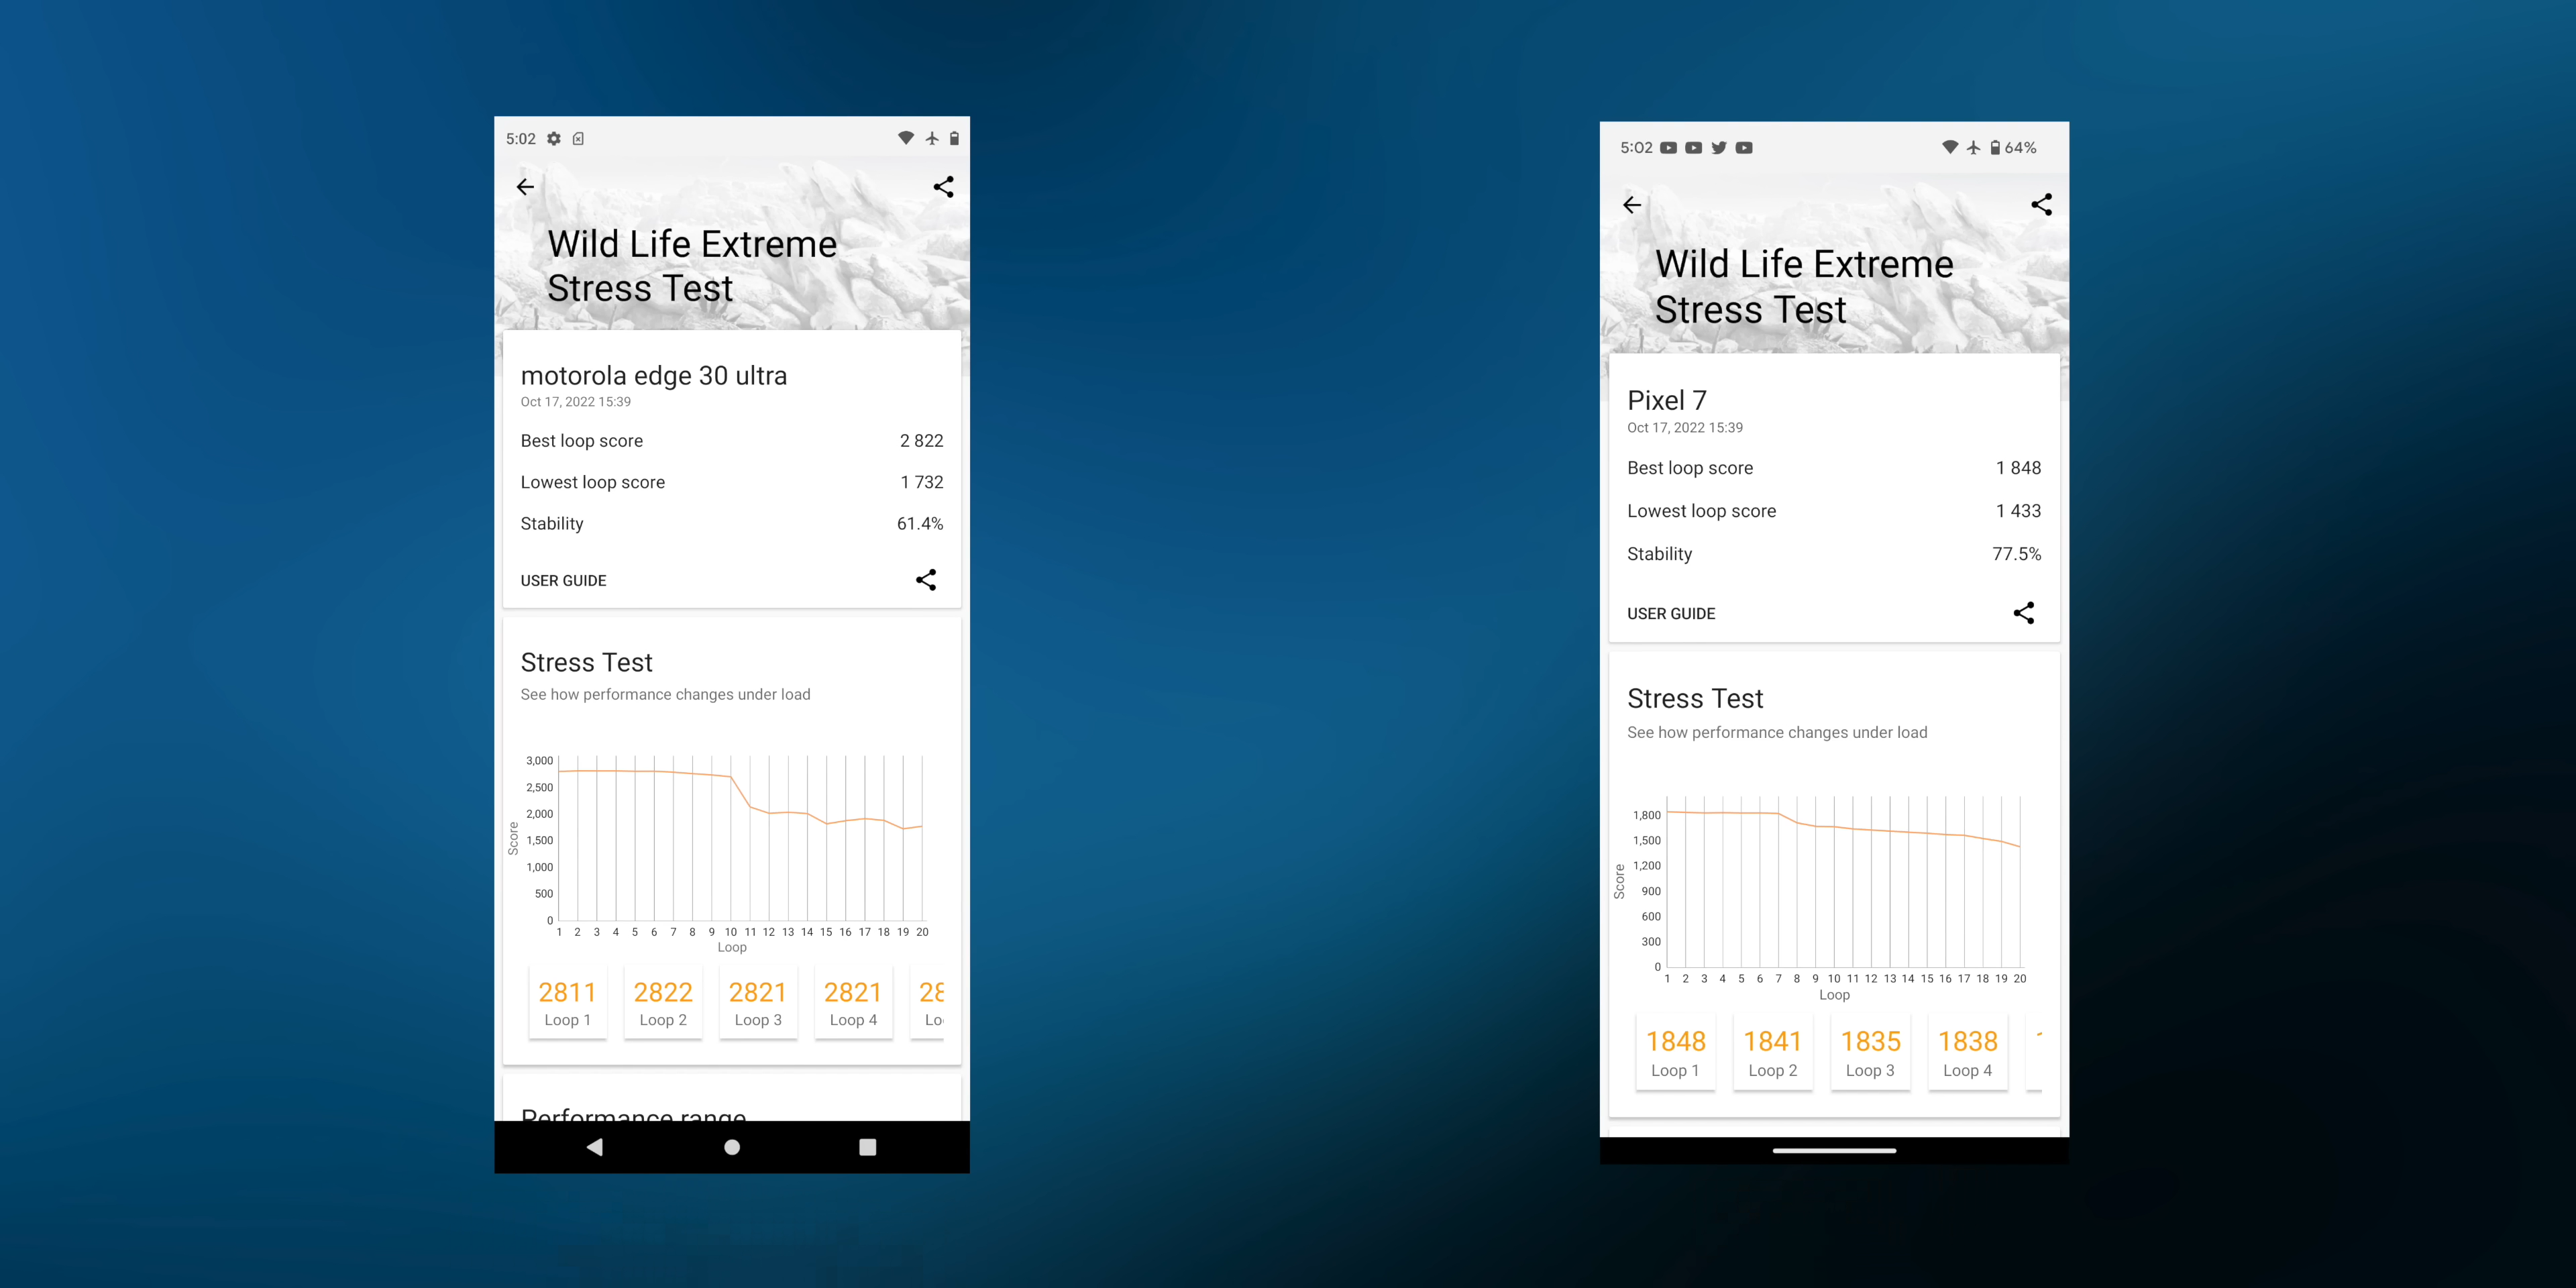 5:02
Wild Life Extreme
Stress Test
motorola edge 30 ultra
Oct 17, 2022 15:39
Best loop score 2 822
Lowest loop score 1 732
Stability 61.4%
USER GUIDE
Stress Test
See how performance changes under load
3,000
2,500
2,000
1,500
1,000
500
0
Score
1 2 3 4 5 6 7 8 9 10 11 12 13 14 15 16 17 18 19 20
Loop
2811 2822 2821 2821 28
Loop 1 Loop 2 Loop 3 Loop 4 Lo
Performance range
5:02 64%
Wild Life Extreme
Stress Test
Pixel 7
Oct 17, 2022 15:39
Best loop score 1 848
Lowest loop score 1 433
Stability 77.5%
USER GUIDE
Stress Test
See how performance changes under load
1,800
1,500
1,200
900
600
300
0
Score
1 2 3 4 5 6 7 8 9 10 11 12 13 14 15 16 17 18 19 20
Loop
1848 1841 1835 1838
Loop 1 Loop 2 Loop 3 Loop 4